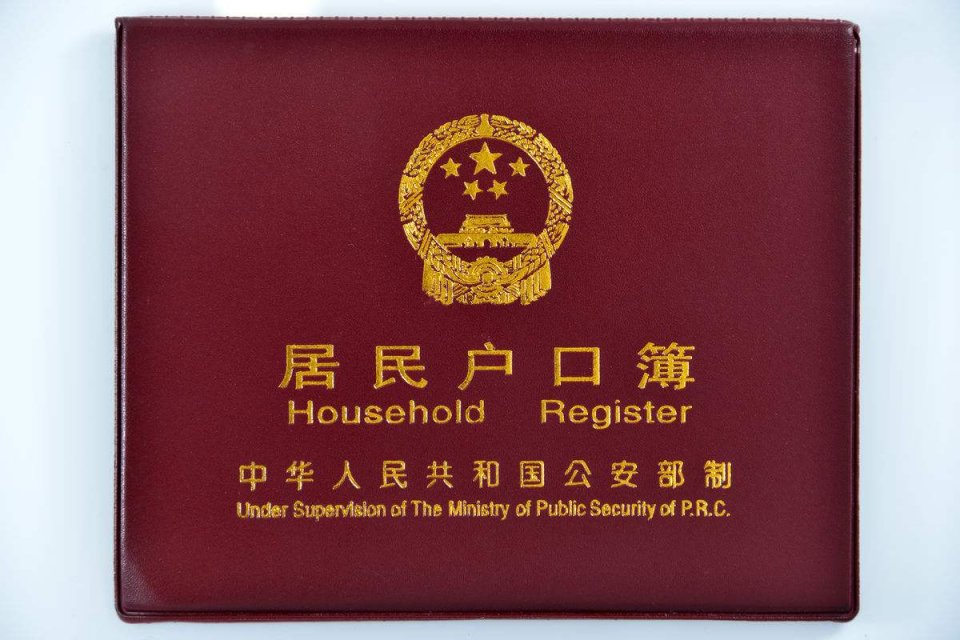 居民户口簿
Household Register
中华人民共和国公安部制
Under Supervision of The Ministry of Public Security of P.R.C.